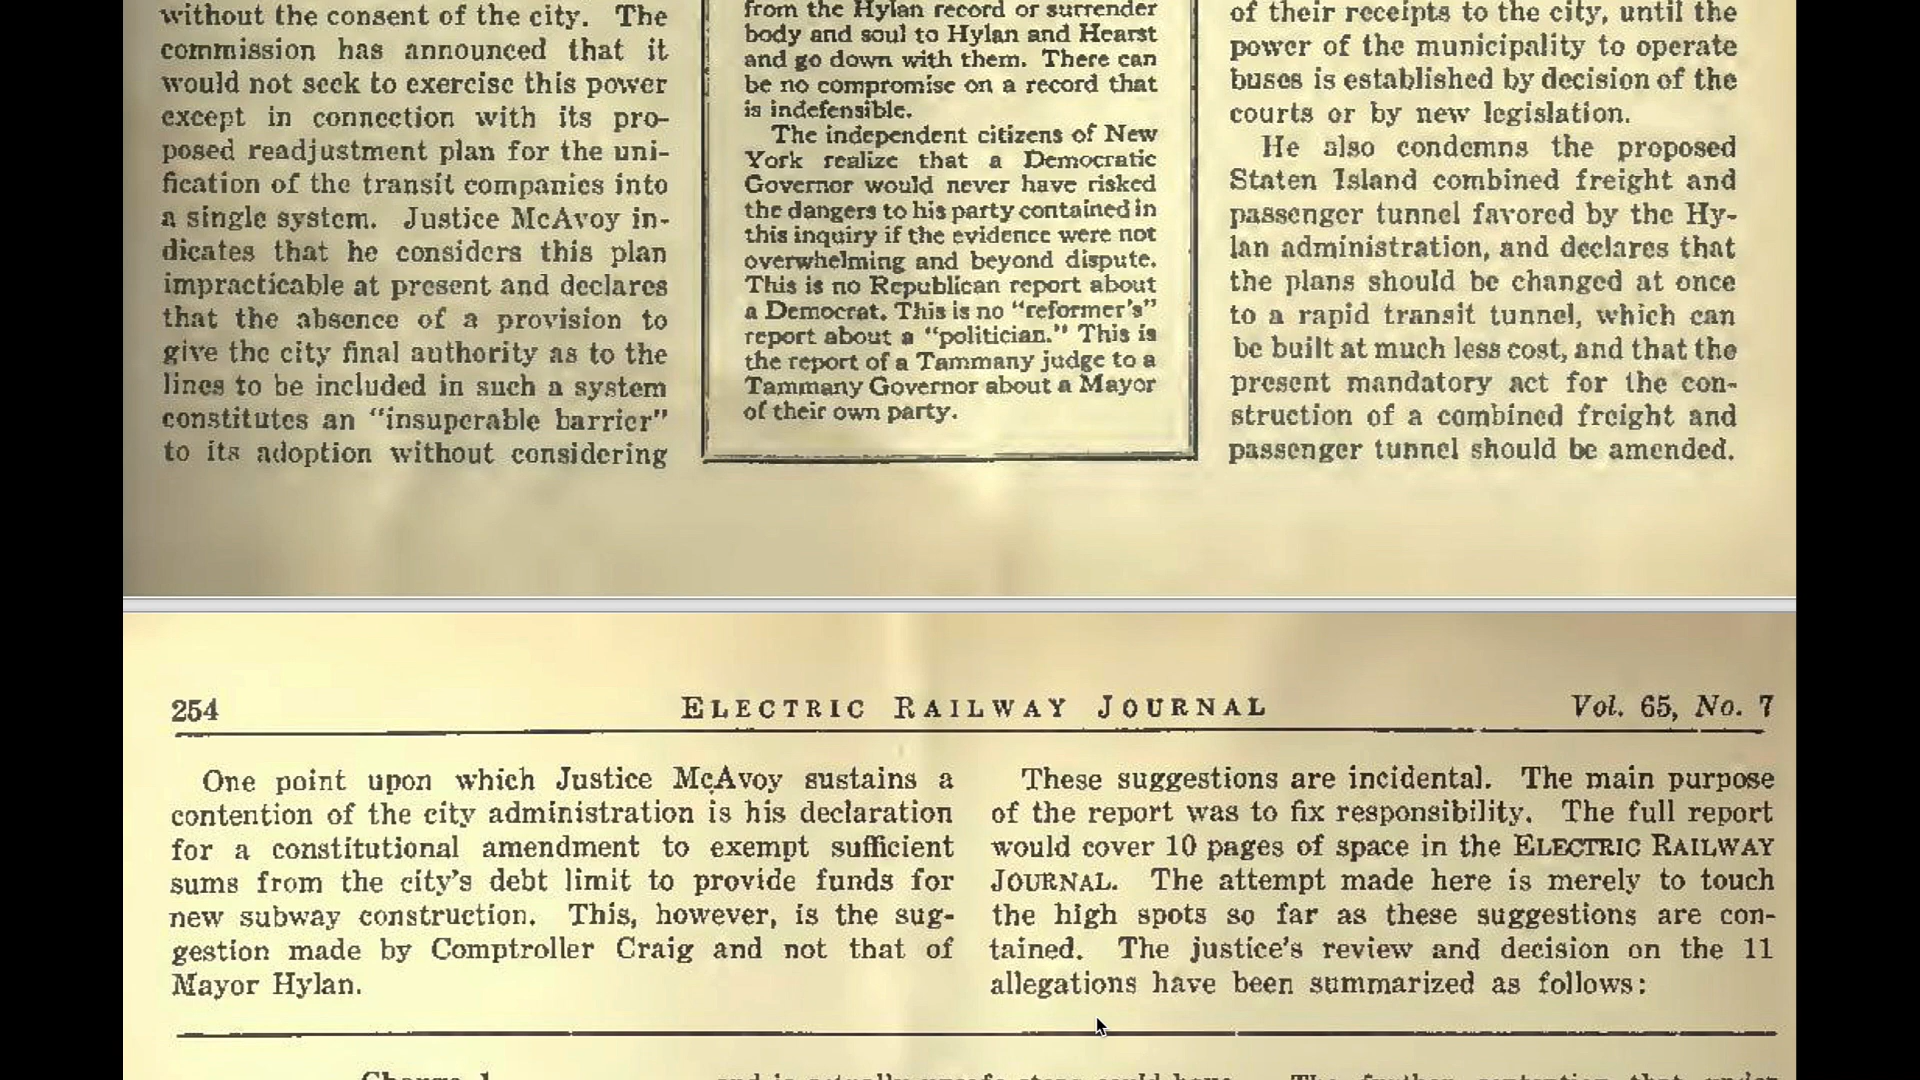 without the consent of the city. The
commission has announced that it
would not seek to exercise this power
except in connection with its pro-
posed readjustment plan for the uni-
fication of the transit companies into
a single system. Justice McAvoy in-
dicates that he considers this plan
impracticable at present and declares
that the absence of a provision to
give the city final authority as to the
lines to be included in such a system
constitutes an "insuperable barrier"
to its adoption without considering
from the Hylan record or surrender
body and soul to Hylan and Hearst
and go down with them. There can
be no compromise on a record that
is indefensible.
The independent citizens of New
York realize that a Democratic
Governor would never have risked
the dangers to his party contained in
this inquiry if the evidence were not
overwhelming and beyond dispute.
This is no Republican report about
a Democrat. This is no "reformer's"
report about a "politician." This is
the report of a Tammany judge to a
Tammany Governor about a Mayor
of their own party.
of their receipts to the city, until the
power of the municipality to operate
buses is established by decision of the
courts or by new legislation.
He also condemns the proposed
Staten Island combined freight and
passenger tunnel favored by the Hy-
lan administration, and declares that
the plans should be changed at once
to a rapid transit tunnel, which can
be built at much less cost, and that the
present mandatory act for the con-
struction of a combined freight and
passenger tunnel should be amended.
254 ELECTRIC RAILWAY JOURNAL Vol. 65, No. 7
One point upon which Justice McAvoy sustains a
contention of the city administration is his declaration
for a constitutional amendment to exempt sufficient
sums from the city's debt limit to provide funds for
new subway construction. This, however, is the sug-
gestion made by Comptroller Craig and not that of
Mayor Hylan.
These suggestions are incidental. The main purpose
of the report was to fix responsibility. The full report
would cover 10 pages of space in the ELECTRIC RAILWAY
JOURNAL. The attempt made here is merely to touch
the high spots so far as these suggestions are con-
tained. The justice's review and decision on the 11
allegations have been summarized as follows: